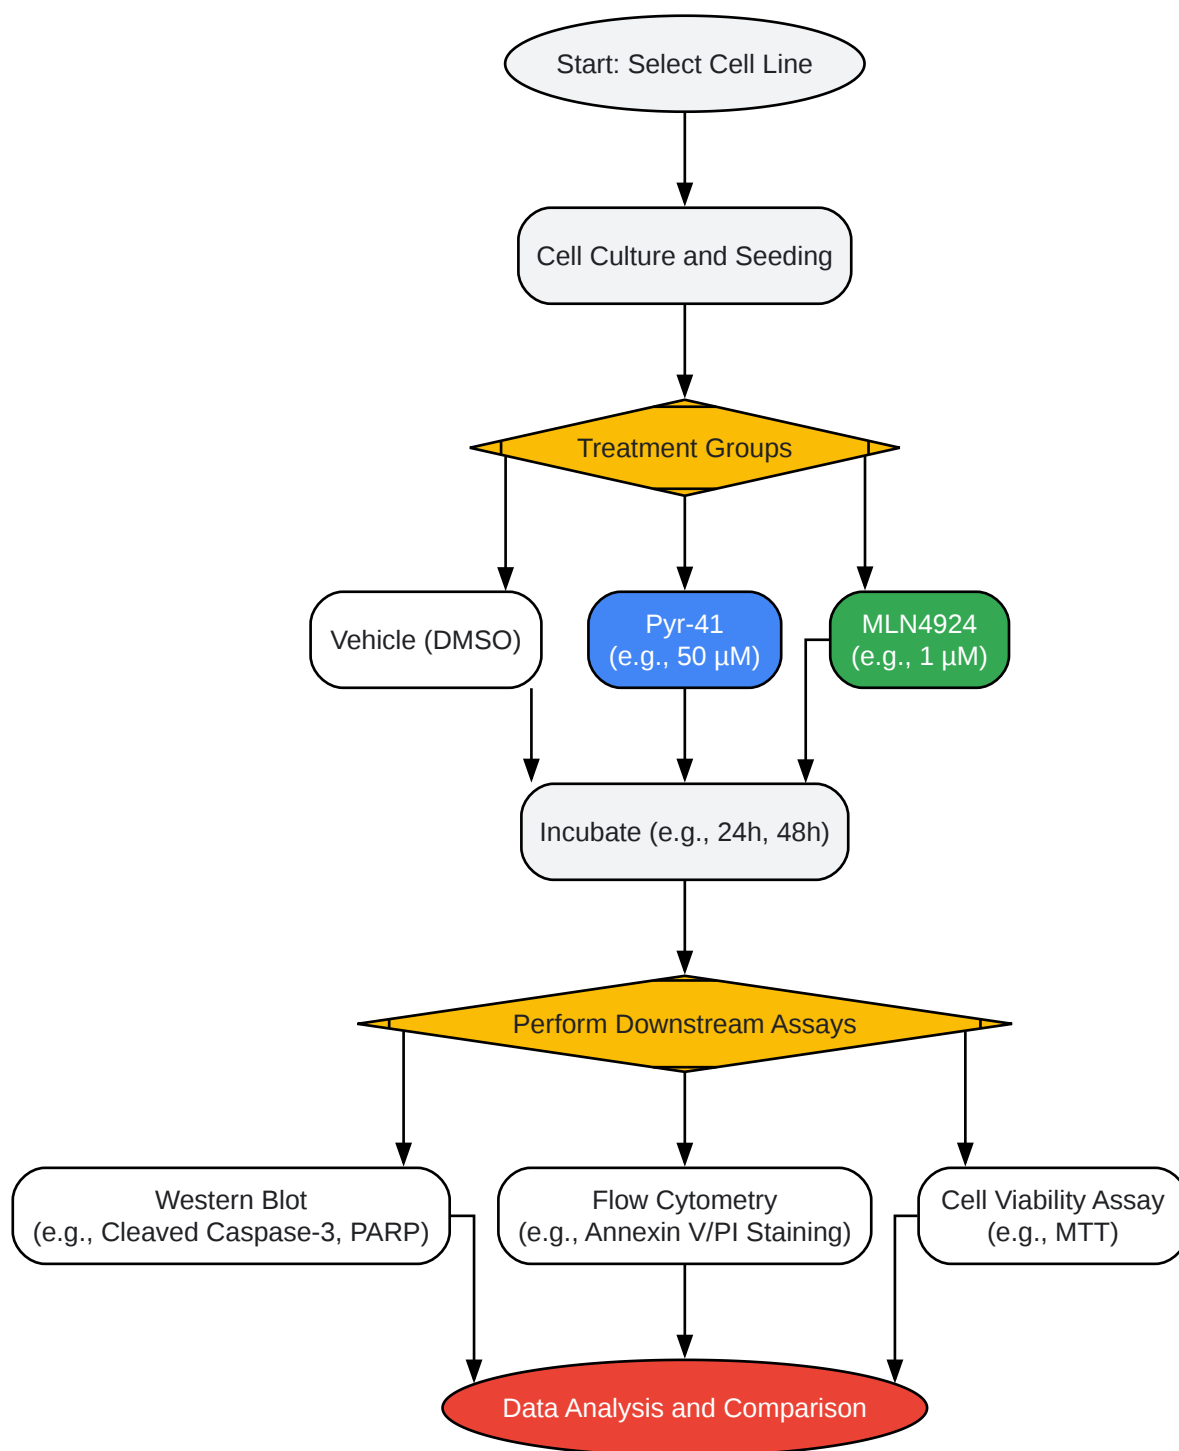 Start: Select Cell Line
Cell Culture and Seeding
Treatment Groups
Vehicle (DMSO)
Pyr-41
(e.g., 50 µM)
MLN4924
(e.g., 1 µM)
Incubate (e.g., 24h, 48h)
Perform Downstream Assays
Western Blot
(e.g., Cleaved Caspase-3, PARP)
Flow Cytometry
(e.g., Annexin V/PI Staining)
Cell Viability Assay
(e.g., MTT)
Data Analysis and Comparison